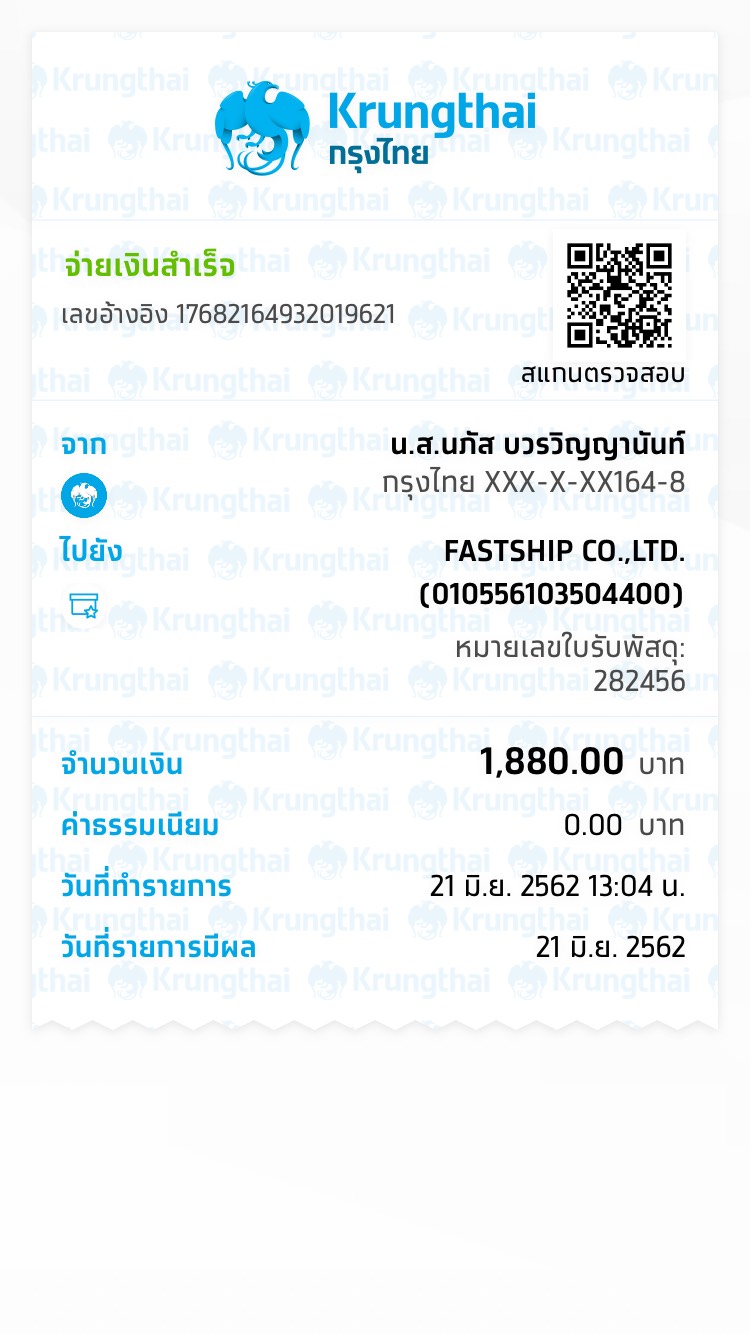 Krungthai
กรุงไทย
จ่ายเงินสำเร็จ
เลขอ้างอิง 17682164932019621
สแกนตรวจสอบ
จาก น.ส.นภัส บวรวิญญานันท์
กรุงไทย XXX-X-XX164-8
ไปยัง FASTSHIP CO.,LTD.
(010556103504400)
หมายเลขใบรับพัสดุ:
282456
จำนวนเงิน 1,880.00 บาท
ค่าธรรมเนียม 0.00 บาท
วันที่ทำรายการ 21 มิ.ย. 2562 13:04 น.
วันที่รายการมีผล 21 มิ.ย. 2562